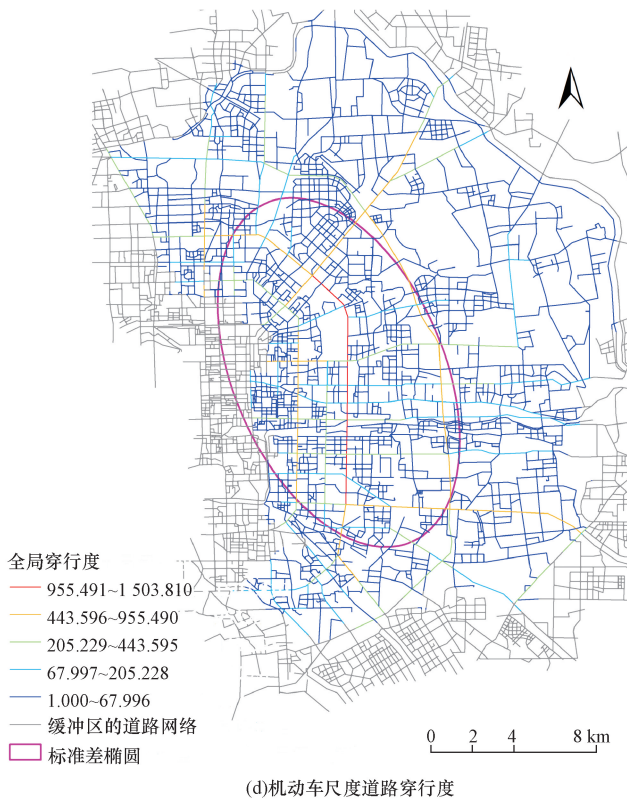 全局穿行度
955.491~1 503.810
443.596~955.490
205.229~443.595
67.997~205.228
1.000~67.996
缓冲区的道路网络
标准差椭圆
0 2 4 8 km
(d)机动车尺度道路穿行度